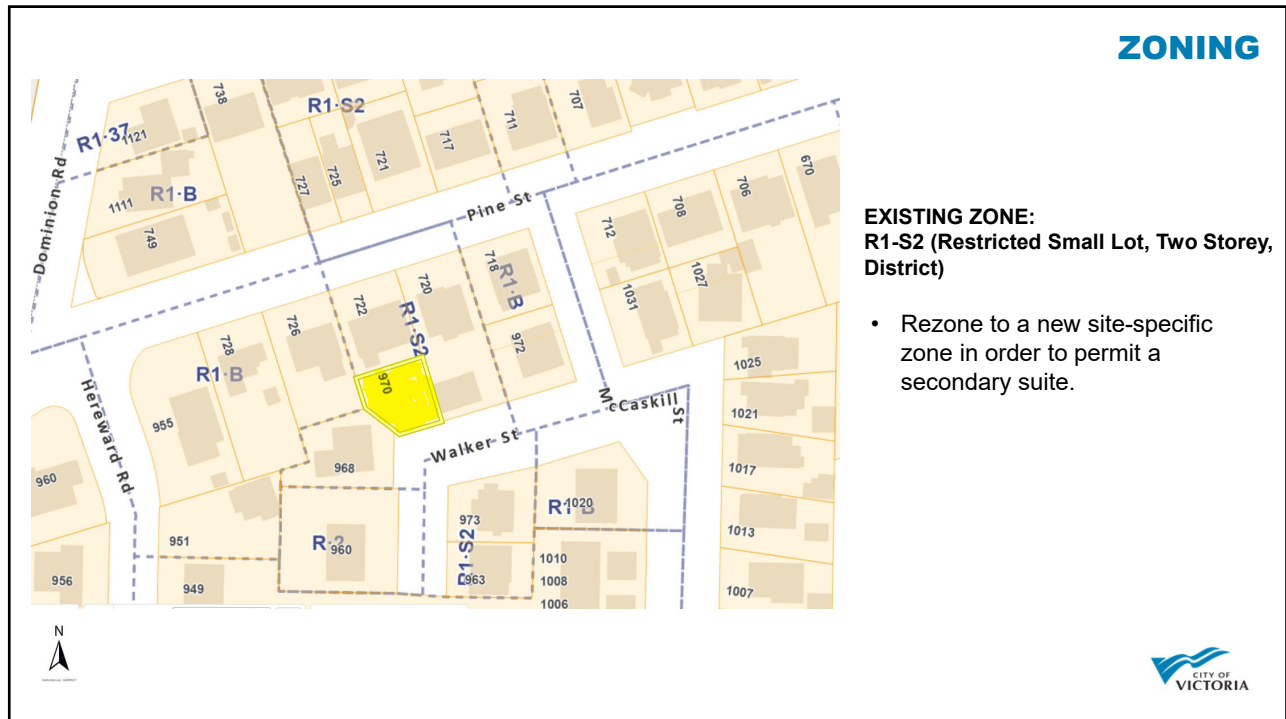 ZONING
738
R1-S2
707
711
717
R1-37
1121
721
725
727
R1-B
1111
749
Dominion Rd
Pine St
670
706
708
712
718
R1-B
1027
1031
720
R1-S2
722
726
972
728
R1-B
970
1025
McCaskill St
1021
Hereward Rd
955
Walker St
968
960
1017
1020
R1-B
973
951
R-2
960
R1-S2
1013
956
949
963
1010
1008
1006
1007
EXISTING ZONE:
R1-S2 (Restricted Small Lot, Two Storey,
District)
• Rezone to a new site-specific
zone in order to permit a
secondary suite.
N
CITY OF
VICTORIA